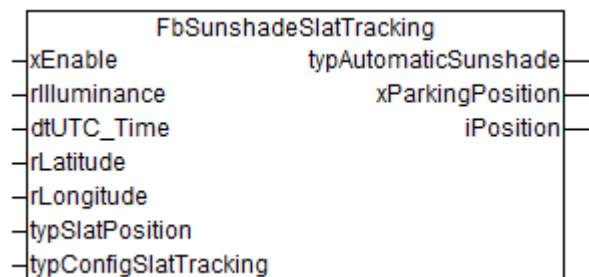 FbSunshadeSlatTracking
xEnable typAutomaticSunshade
rIlluminance xParkingPosition
dtUTC_Time iPosition
rLatitude
rLongitude
typSlatPosition
typConfigSlatTracking